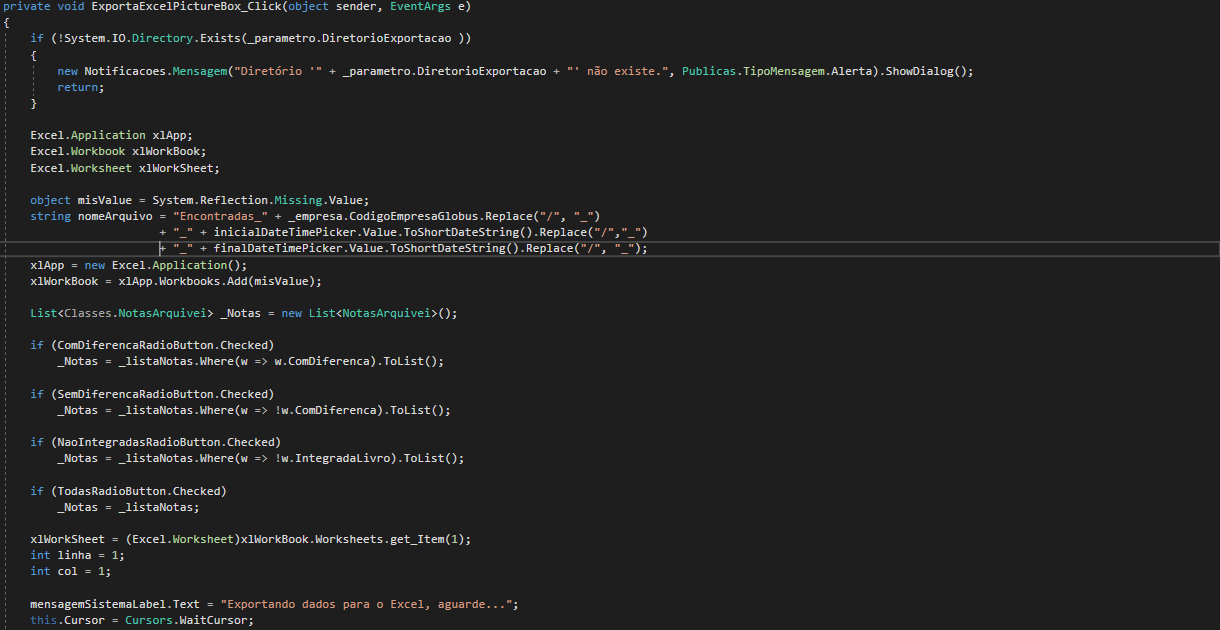 private void ExportaExcelPictureBox_Click(object sender, EventArgs e)
{
if (!System.IO.Directory.Exists(_parametro.DiretorioExportacao ))
{
new Notificacoes.Mensagem("Diretório '" + _parametro.DiretorioExportacao + "' não existe.", Publicas.TipoMensagem.Alerta).ShowDialog();
return;
}
Excel.Application xlApp;
Excel.Workbook xlWorkBook;
Excel.Worksheet xlWorkSheet;
object misValue = System.Reflection.Missing.Value;
string nomeArquivo = "Encontradas_" + _empresa.CodigoEmpresaGlobus.Replace("/", "_")
+ "_" + inicialDateTimePicker.Value.ToShortDateString().Replace("/","_")
+ "_" + finalDateTimePicker.Value.ToShortDateString().Replace("/", "_");
xlApp = new Excel.Application();
xlWorkBook = xlApp.Workbooks.Add(misValue);
List<Classes.NotasArquivei> _Notas = new List<NotasArquivei>();
if (ComDiferencaRadioButton.Checked)
_Notas = _listaNotas.Where(w => w.ComDiferenca).ToList();
if (SemDiferencaRadioButton.Checked)
_Notas = _listaNotas.Where(w => !w.ComDiferenca).ToList();
if (NaoIntegradasRadioButton.Checked)
_Notas = _listaNotas.Where(w => !w.IntegradaLivro).ToList();
if (TodasRadioButton.Checked)
_Notas = _listaNotas;
xlWorkSheet = (Excel.Worksheet)xlWorkBook.Worksheets.get_Item(1);
int linha = 1;
int col = 1;
mensagemSistemaLabel.Text = "Exportando dados para o Excel, aguarde...";
this.Cursor = Cursors.WaitCursor;